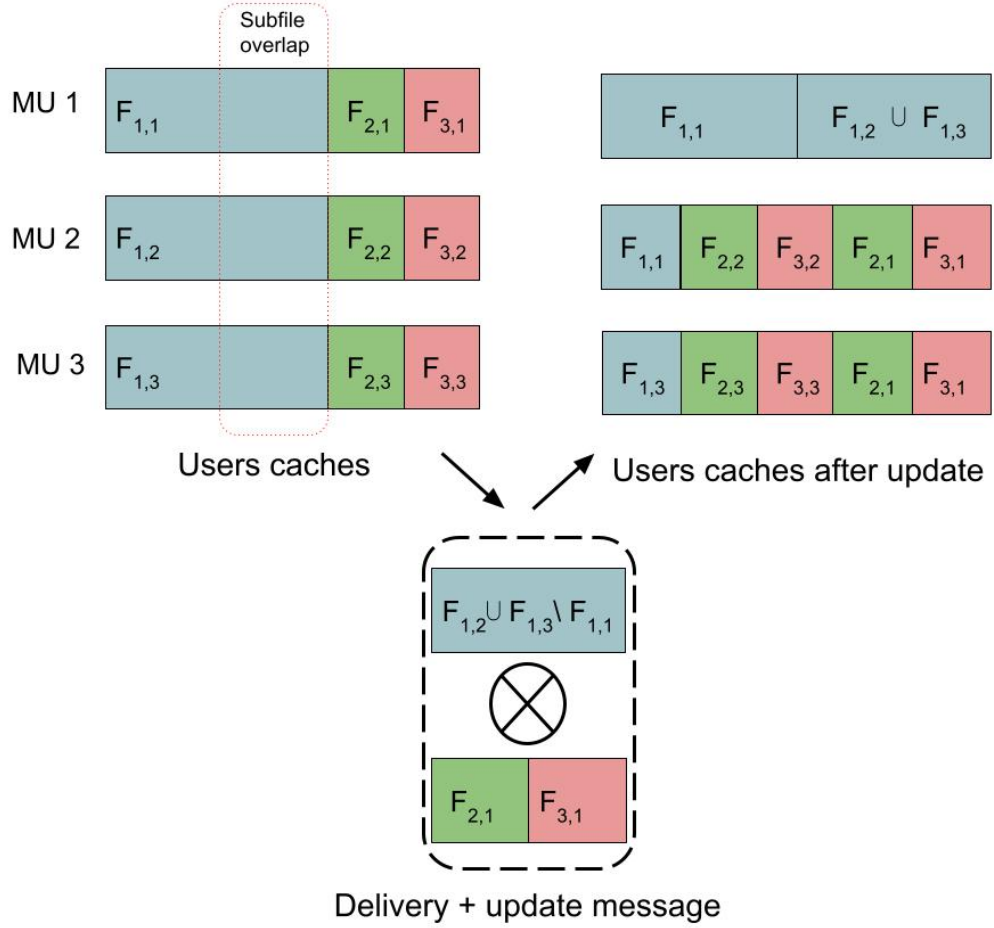 Subfile
overlap
MU 1
F1,1
F2,1
F3,1
F1,1
F1,2 ∪ F1,3
MU 2
F1,2
F2,2
F3,2
F1,1
F2,2
F3,2
F2,1
F3,1
MU 3
F1,3
F2,3
F3,3
F1,3
F2,3
F3,3
F2,1
F3,1
Users caches
Users caches after update
F1,2∪ F1,3\ F1,1
F2,1
F3,1
Delivery + update message